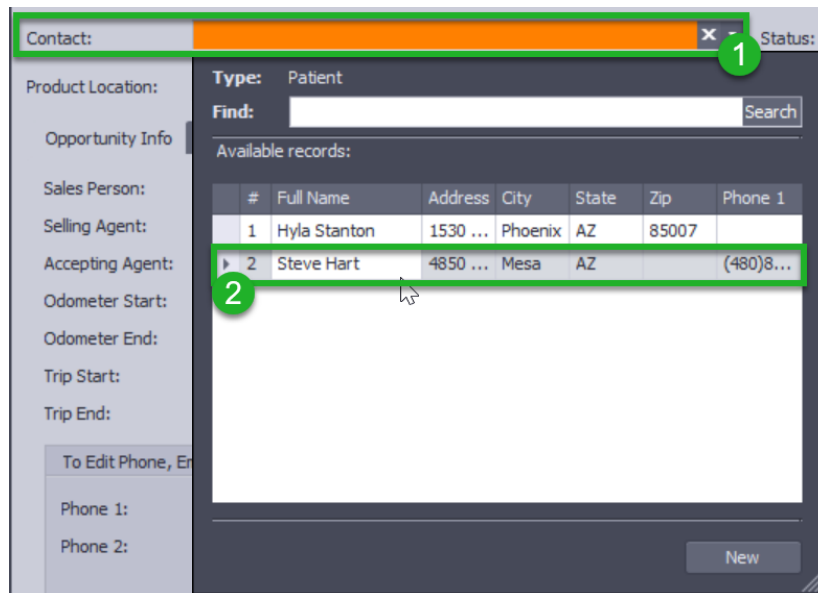 Contact: × 1 Status:
Product Location: Type: Patient
Find: Search
Opportunity Info
Available records:
# Full Name Address City State Zip Phone 1
Sales Person:
1 Hyla Stanton 1530 ... Phoenix AZ 85007
Selling Agent:
2 Steve Hart 4850 ... Mesa AZ (480)8...
Accepting Agent:
2
Odometer Start:
Odometer End:
Trip Start:
Trip End:
To Edit Phone, Er
Phone 1:
Phone 2:
New